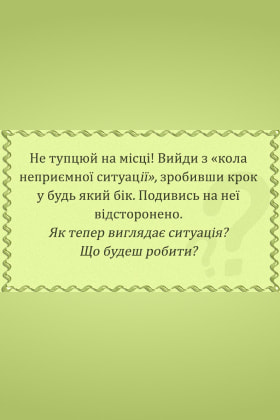 Не тупцюй на місці! Вийди з «кола
неприємної ситуації», зробивши крок
у будь який бік. Подивись на неї
відсторонено.
Як тепер виглядає ситуація?
Що будеш робити?